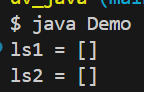 $ java Demo
ls1 = []
ls2 = []